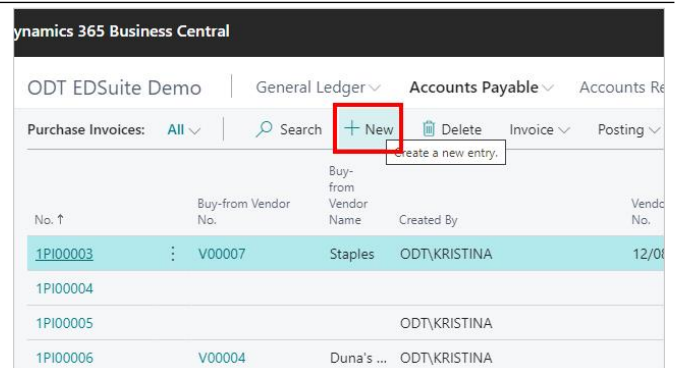 ynamics 365 Business Central
ODT EDSuite Demo General Ledger Accounts Payable Accounts Re
Purchase Invoices: All Search + New Delete Invoice Posting
Create a new entry.
No. ↑ Buy-from Vendor No. Buy-from Vendor Name Created By Vendo No.
1PI00003 V00007 Staples ODT\KRISTINA 12/08
1PI00004
1PI00005 ODT\KRISTINA
1PI00006 V00004 Duna's ... ODT\KRISTINA